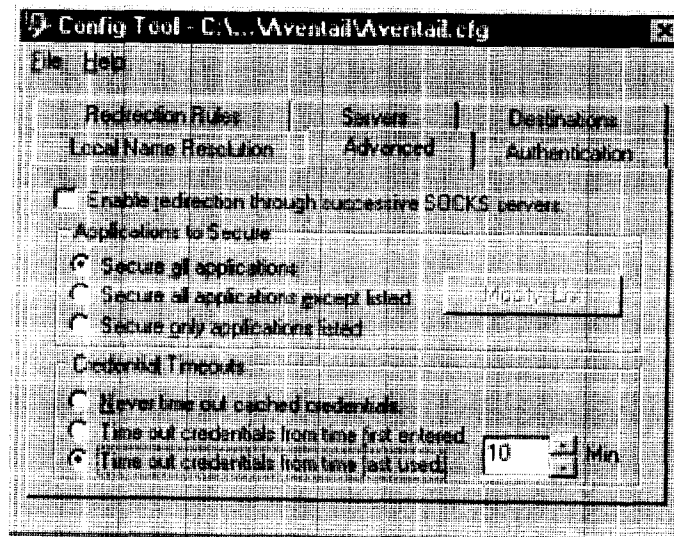 Config Tool - C:\...\Aventail\Aventail.cfg
File Help
Redirection Rules Servers Destinations
Local Name Resolution Advanced Authentication
Enable redirection through successive SOCKS servers.
Applications to Secure
Secure all applications
Secure all applications except listed
Modify List
Secure only applications listed
Credential Timeouts
Never time out cached credentials.
Time out credentials from time first entered
10 Min
Time out credentials from time last used